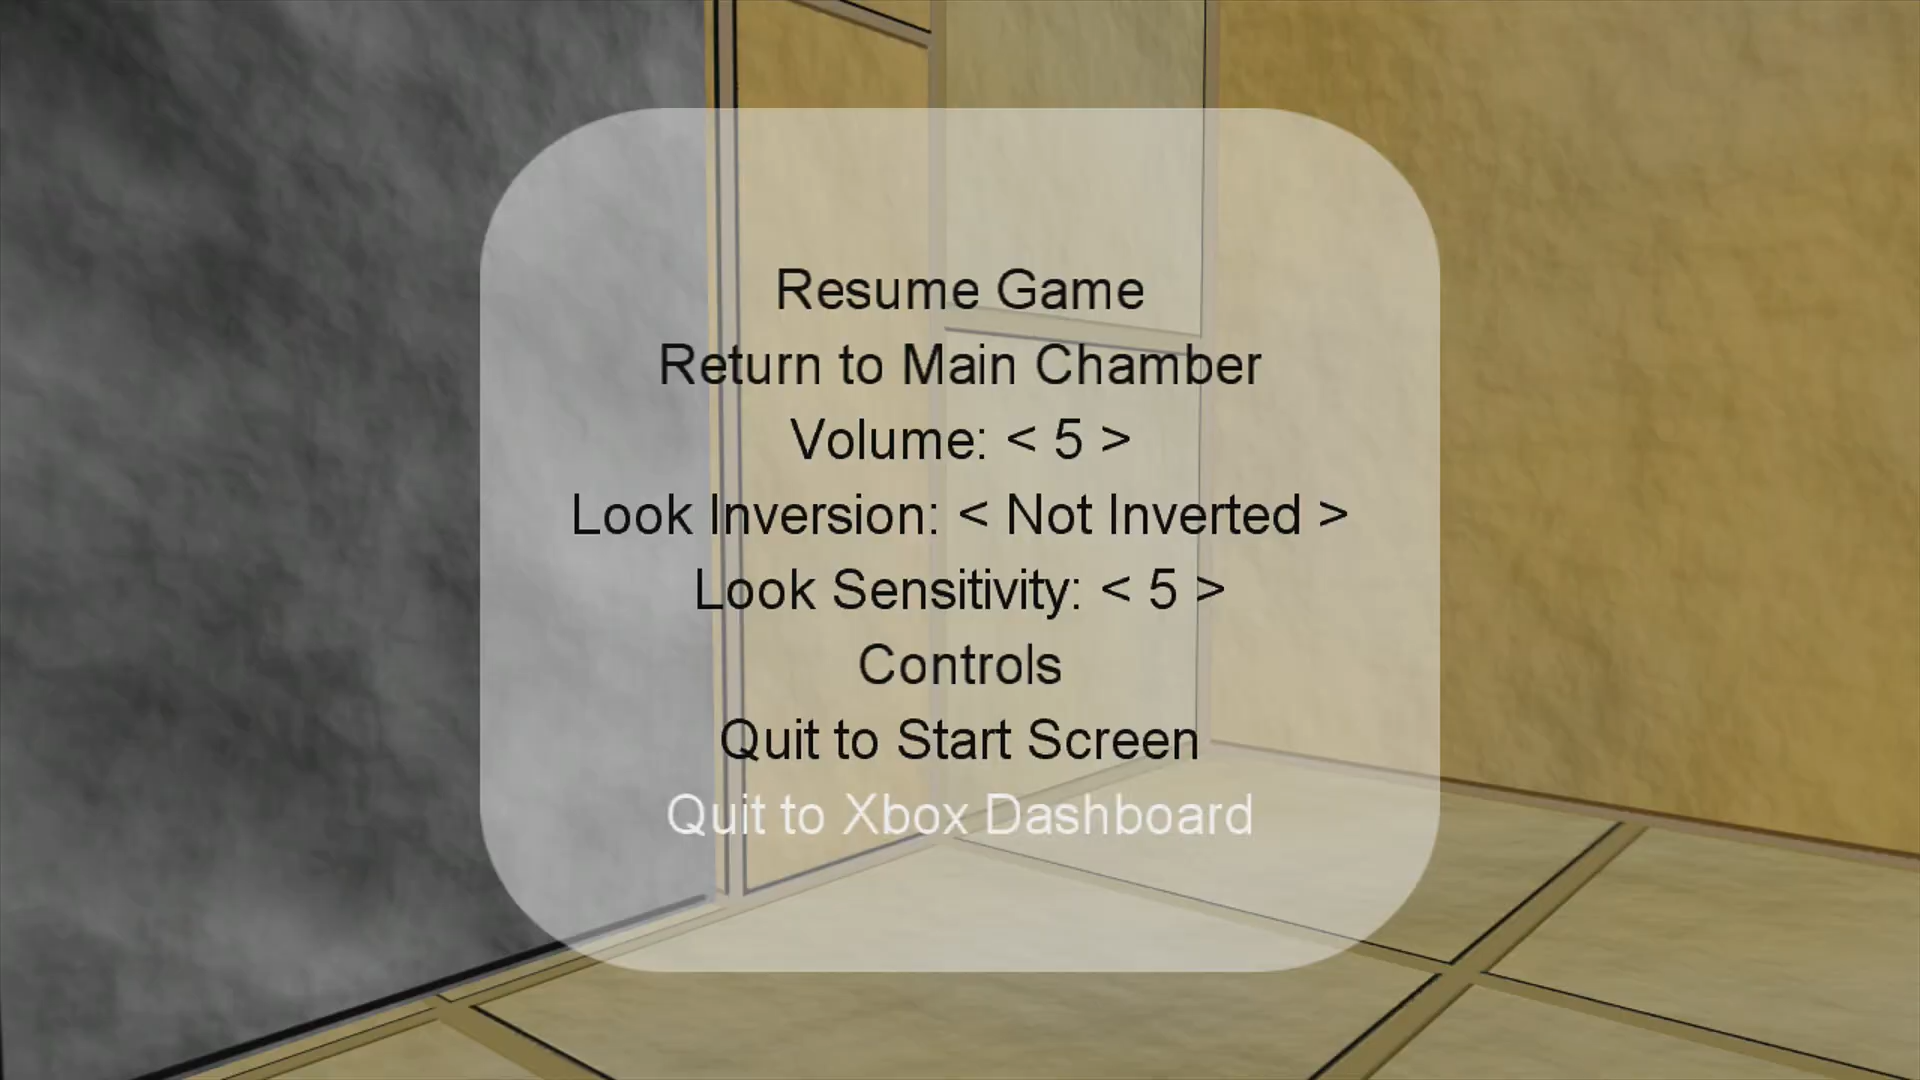 Resume Game
Return to Main Chamber
Volume: < 5 >
Look Inversion: < Not Inverted >
Look Sensitivity: < 5 >
Controls
Quit to Start Screen
Quit to Xbox Dashboard